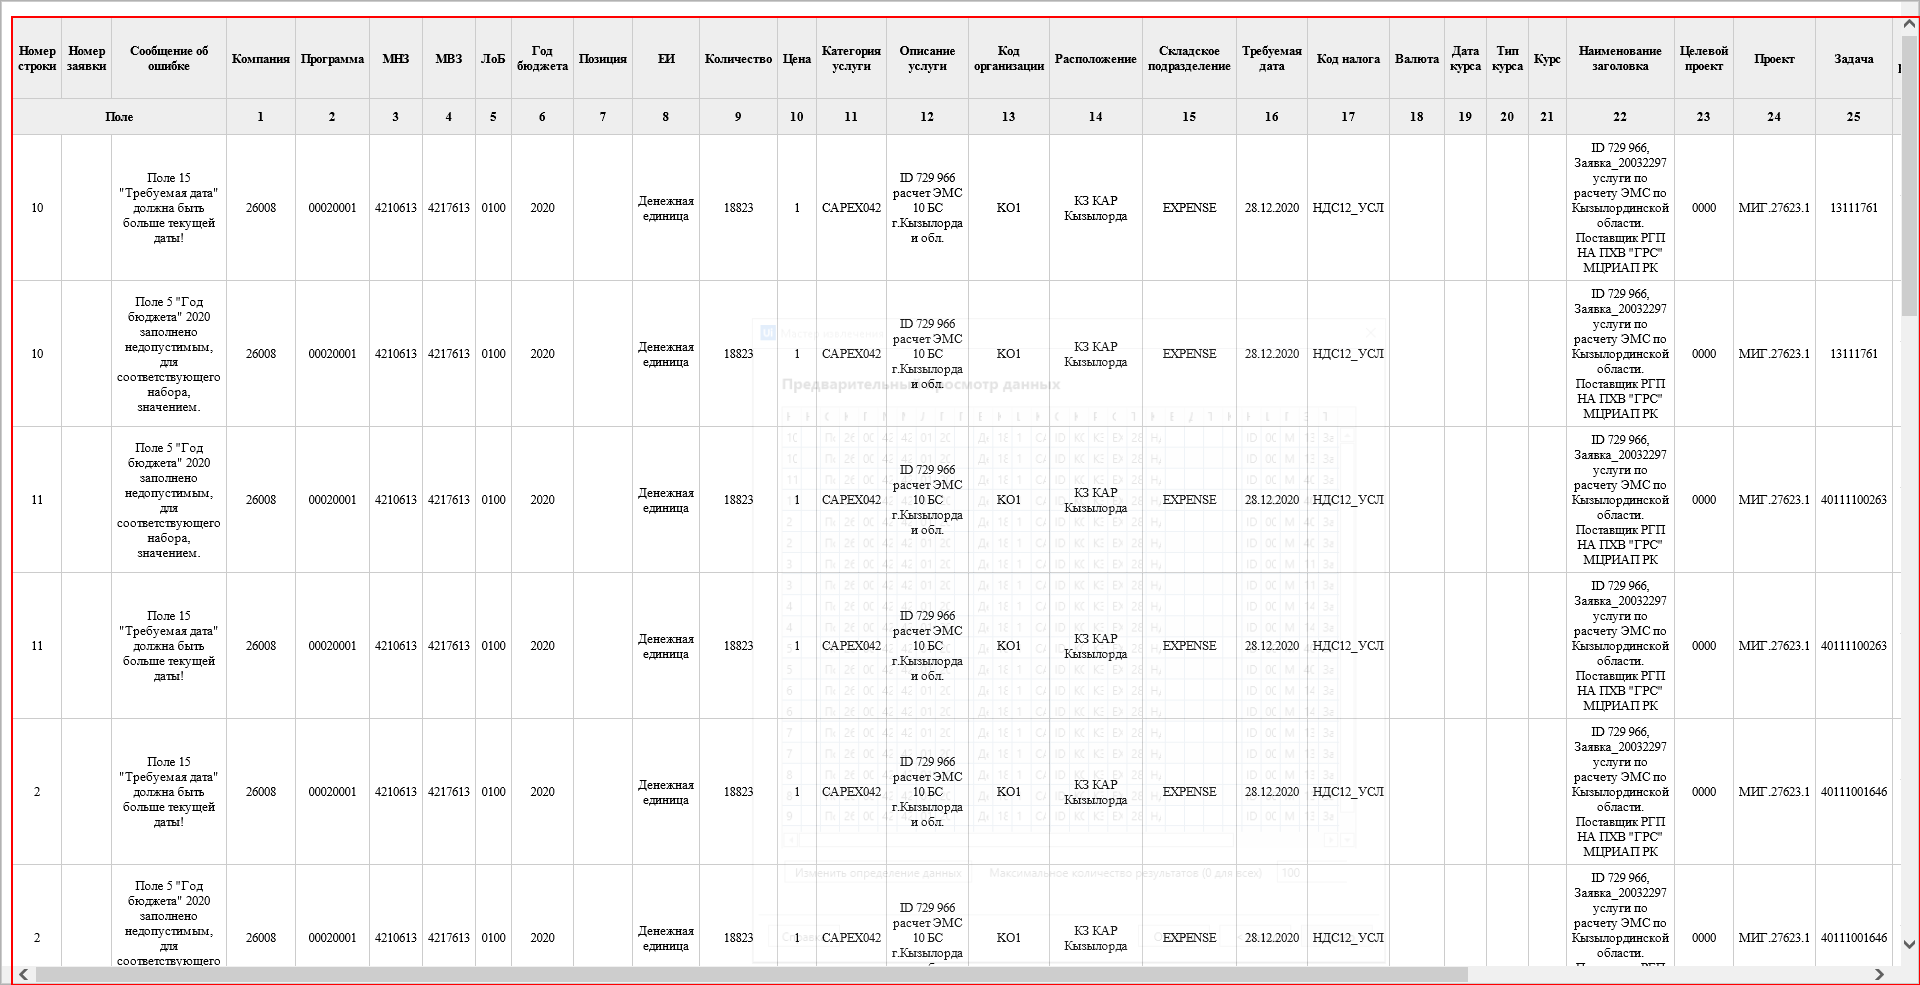 Номер строки Номер заявки Сообщение об ошибке Компания Программа МНЗ МВЗ ЛоБ Год бюджета Позиция ЕИ Количество Цена Категория услуги Описание услуги Код организации Расположение Складское подразделение Требуемая дата Код налога Валюта Дата курса Тип курса Курс Наименование заголовка Целевой проект Проект Задача
Поле 1 2 3 4 5 6 7 8 9 10 11 12 13 14 15 16 17 18 19 20 21 22 23 24 25
10 Поле 15 "Требуемая дата" должна быть больше текущей даты! 26008 00020001 4210613 4217613 0100 2020 Денежная единица 18823 1 CAPEX042 ID 729 966 расчет ЭМС 10 БС г.Кызылорда и обл. KO1 КЗ КАР Кызылорда EXPENSE 28.12.2020 НДС12_УСЛ ID 729 966, Заявка_20032297 услуги по расчету ЭМС по Кызылординской области. Поставщик РГП НА ПХВ "ГРС" МЦРИАП РК 0000 МИГ.27623.1 13111761
10 Поле 5 "Год бюджета" 2020 заполнено недопустимым, для соответствующего набора, значением. 26008 00020001 4210613 4217613 0100 2020 Денежная единица 18823 1 CAPEX042 ID 729 966 расчет ЭМС 10 БС г.Кызылорда и обл. KO1 КЗ КАР Кызылорда EXPENSE 28.12.2020 НДС12_УСЛ ID 729 966, Заявка_20032297 услуги по расчету ЭМС по Кызылординской области. Поставщик РГП НА ПХВ "ГРС" МЦРИАП РК 0000 МИГ.27623.1 13111761
11 Поле 5 "Год бюджета" 2020 заполнено недопустимым, для соответствующего набора, значением. 26008 00020001 4210613 4217613 0100 2020 Денежная единица 18823 1 CAPEX042 ID 729 966 расчет ЭМС 10 БС г.Кызылорда и обл. KO1 КЗ КАР Кызылорда EXPENSE 28.12.2020 НДС12_УСЛ ID 729 966, Заявка_20032297 услуги по расчету ЭМС по Кызылординской области. Поставщик РГП НА ПХВ "ГРС" МЦРИАП РК 0000 МИГ.27623.1 40111100263
11 Поле 15 "Требуемая дата" должна быть больше текущей даты! 26008 00020001 4210613 4217613 0100 2020 Денежная единица 18823 1 CAPEX042 ID 729 966 расчет ЭМС 10 БС г.Кызылорда и обл. KO1 КЗ КАР Кызылорда EXPENSE 28.12.2020 НДС12_УСЛ ID 729 966, Заявка_20032297 услуги по расчету ЭМС по Кызылординской области. Поставщик РГП НА ПХВ "ГРС" МЦРИАП РК 0000 МИГ.27623.1 40111100263
2 Поле 15 "Требуемая дата" должна быть больше текущей даты! 26008 00020001 4210613 4217613 0100 2020 Денежная единица 18823 1 CAPEX042 ID 729 966 расчет ЭМС 10 БС г.Кызылорда и обл. KO1 КЗ КАР Кызылорда EXPENSE 28.12.2020 НДС12_УСЛ ID 729 966, Заявка_20032297 услуги по расчету ЭМС по Кызылординской области. Поставщик РГП НА ПХВ "ГРС" МЦРИАП РК 0000 МИГ.27623.1 40111001646
2 Поле 5 "Год бюджета" 2020 заполнено недопустимым, для соответствующего 26008 00020001 4210613 4217613 0100 2020 Денежная единица 18823 1 CAPEX042 ID 729 966 расчет ЭМС 10 БС г.Кызылорда KO1 КЗ КАР Кызылорда EXPENSE 28.12.2020 НДС12_УСЛ ID 729 966, Заявка_20032297 услуги по расчету ЭМС по Кызылординской области. 0000 МИГ.27623.1 40111001646
просмотр данных
Изменить определение данных Максимальное количество результатов (0 для всех) 100